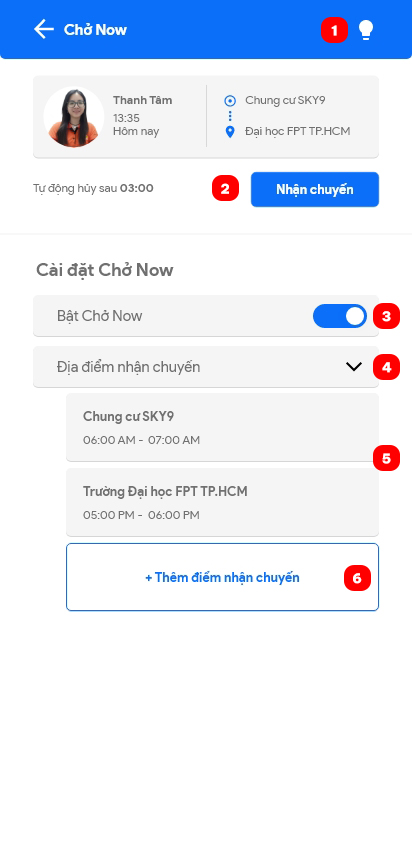 Chở Now
1
Thanh Tâm
13:35
Hôm nay
Chung cư SKY9
Đại học FPT TP.HCM
Tự động hủy sau 03:00
2
Nhận chuyến
Cài đặt Chở Now
Bật Chở Now
3
Địa điểm nhận chuyến
4
Chung cư SKY9
06:00 AM - 07:00 AM
5
Trường Đại học FPT TP.HCM
05:00 PM - 06:00 PM
+ Thêm điểm nhận chuyến
6